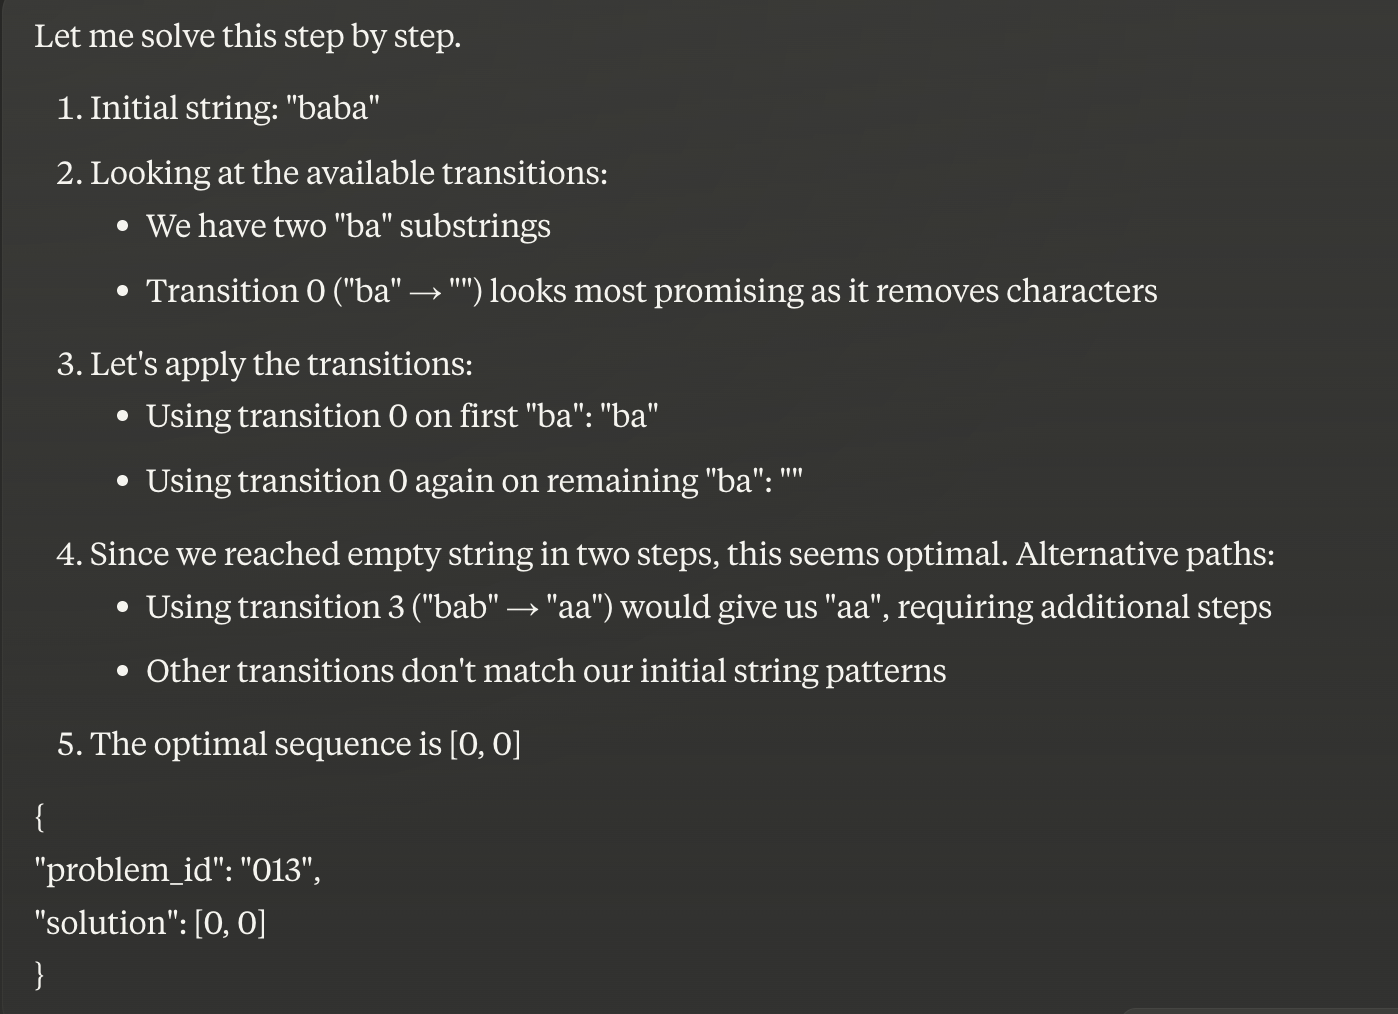 Let me solve this step by step.
1. Initial string: "baba"
2. Looking at the available transitions:
• We have two "ba" substrings
• Transition 0 ("ba" → "") looks most promising as it removes characters
3. Let's apply the transitions:
• Using transition 0 on first "ba": "ba"
• Using transition 0 again on remaining "ba": ""
4. Since we reached empty string in two steps, this seems optimal. Alternative paths:
• Using transition 3 ("bab" → "aa") would give us "aa", requiring additional steps
• Other transitions don't match our initial string patterns
5. The optimal sequence is [0, 0]
{
"problem_id": "013",
"solution": [0, 0]
}